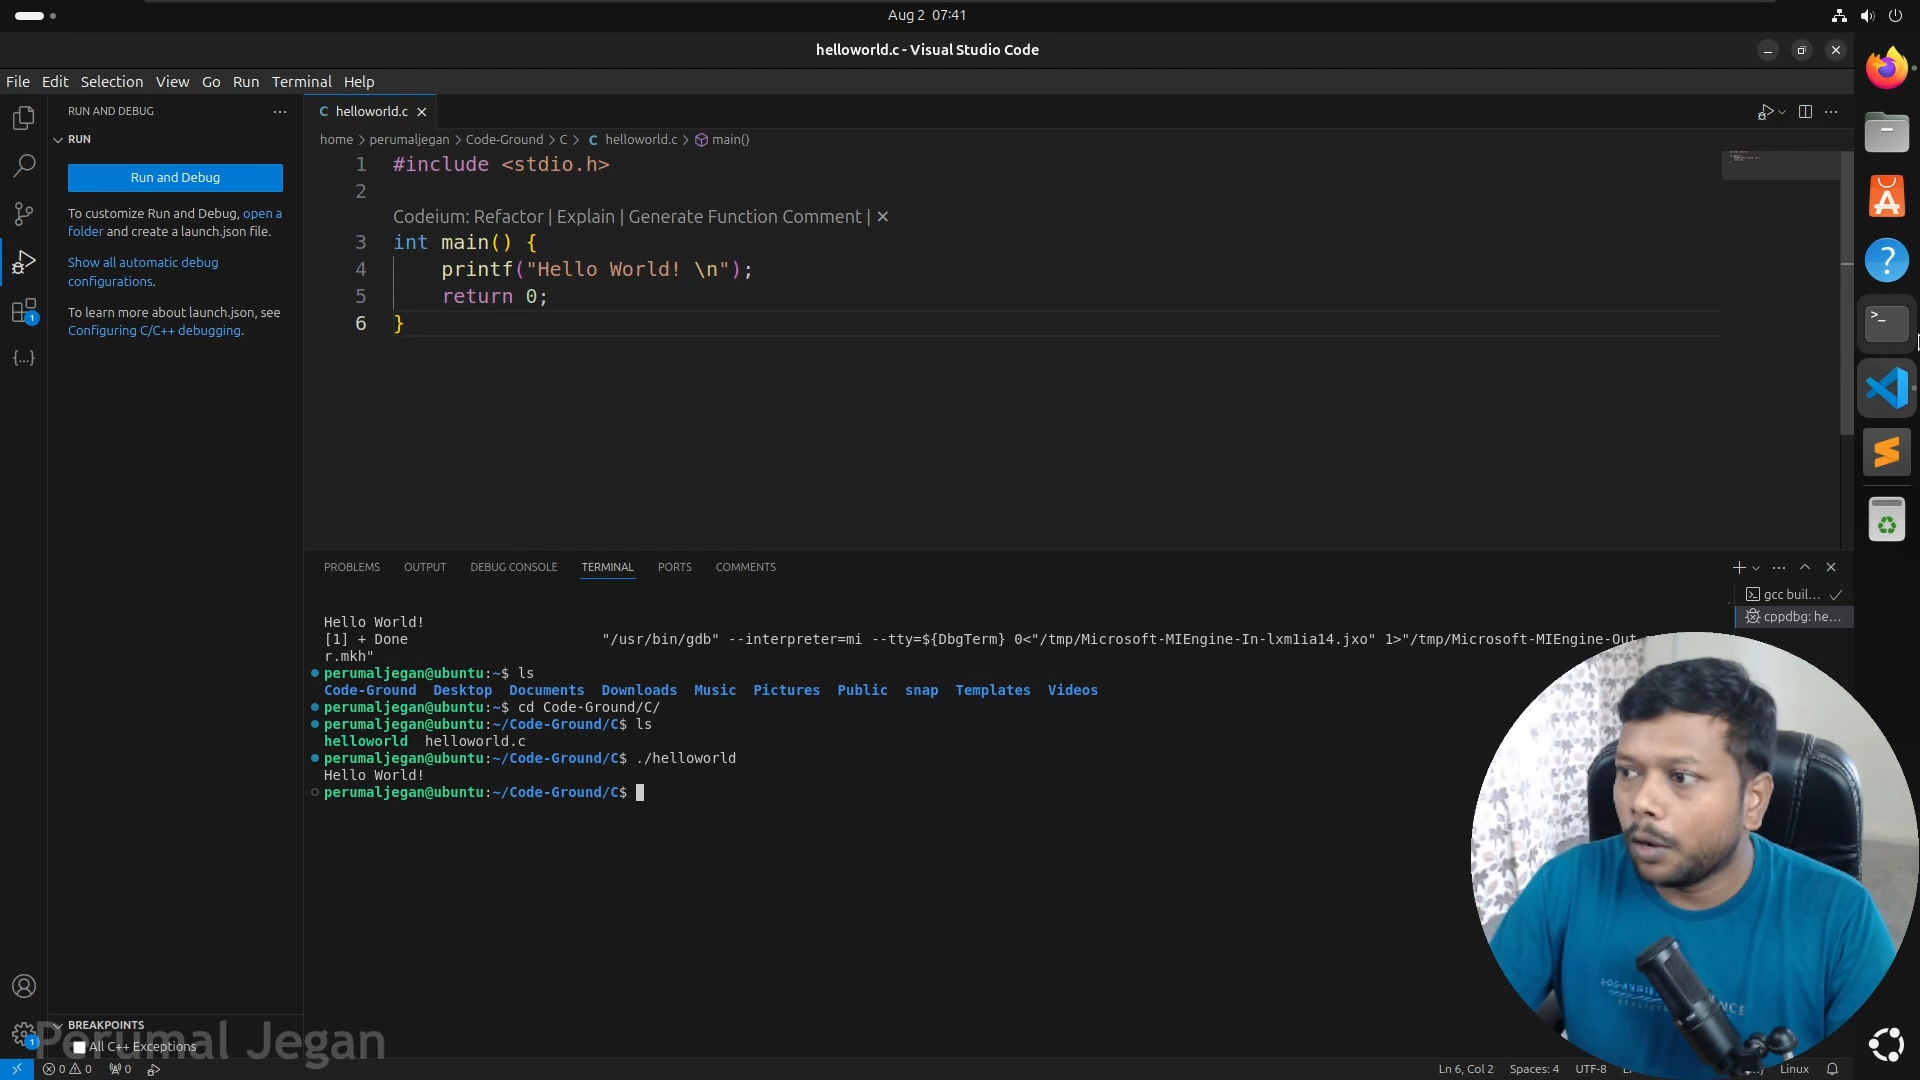 Aug 2 07:41
helloworld.c - Visual Studio Code
File Edit Selection View Go Run Terminal Help
RUN AND DEBUG
RUN
Run and Debug
To customize Run and Debug, open a
folder and create a launch.json file.
Show all automatic debug
configurations.
To learn more about launch.json, see
Configuring C/C++ debugging.
1
1
BREAKPOINTS
All C++ Exceptions
Perumal Jegan
helloworld.c
home > perumaljegan > Code-Ground > C > C helloworld.c > main()
1 #include <stdio.h>
2
Codeium: Refactor | Explain | Generate Function Comment | ✕
3 int main() {
4 printf("Hello World! \n");
5 return 0;
6 }
PROBLEMS OUTPUT DEBUG CONSOLE TERMINAL PORTS COMMENTS
gcc buil...
cppdbg: he...
Hello World!
[1] + Done "/usr/bin/gdb" --interpreter=mi --tty=${DbgTerm} 0<"/tmp/Microsoft-MIEngine-In-lxm1ia14.jxo" 1>"/tmp/Microsoft-MIEngine-Out
r.mkh"
perumaljegan@ubuntu:~$ ls
Code-Ground Desktop Documents Downloads Music Pictures Public snap Templates Videos
perumaljegan@ubuntu:~$ cd Code-Ground/C/
perumaljegan@ubuntu:~/Code-Ground/C$ ls
helloworld helloworld.c
perumaljegan@ubuntu:~/Code-Ground/C$ ./helloworld
Hello World!
perumaljegan@ubuntu:~/Code-Ground/C$
0 0 0
Ln 6, Col 2 Spaces: 4 UTF-8 Linux